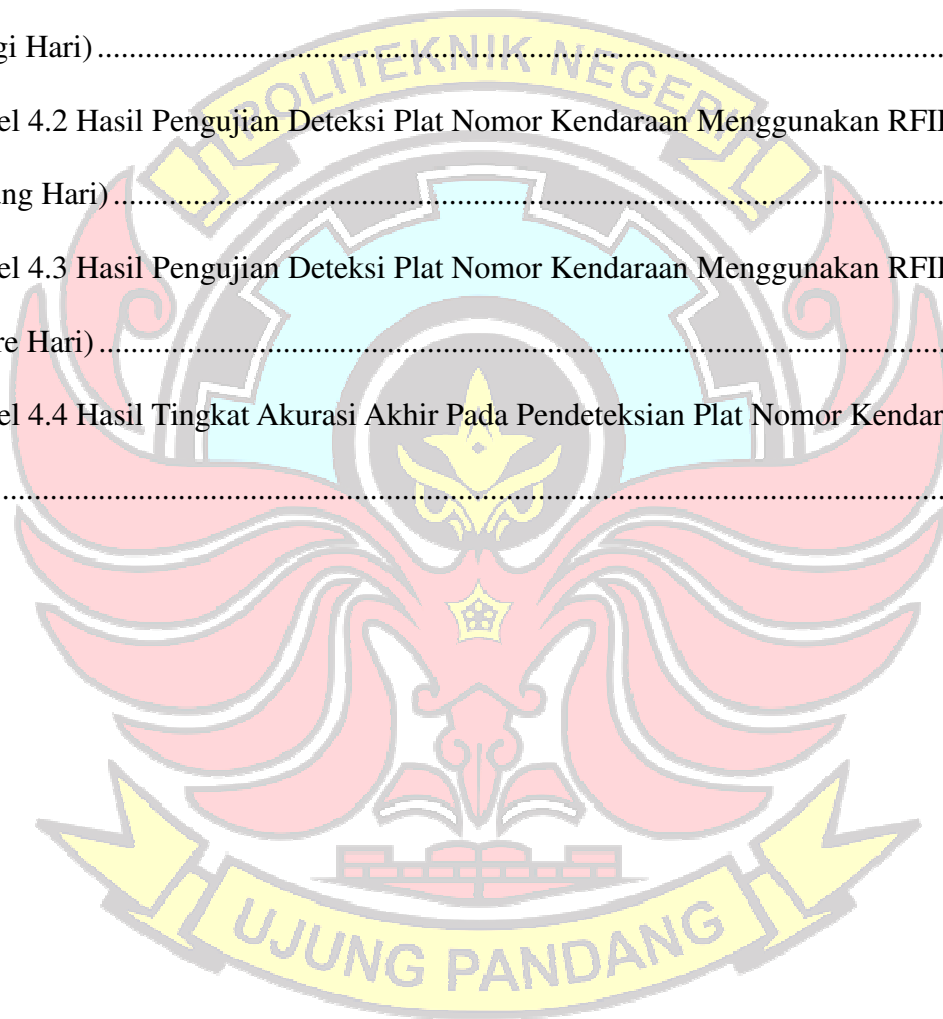 gi Hari)
el 4.2 Hasil Pengujian Deteksi Plat Nomor Kendaraan Menggunakan RFII
ng Hari)
el 4.3 Hasil Pengujian Deteksi Plat Nomor Kendaraan Menggunakan RFII
re Hari)
el 4.4 Hasil Tingkat Akurasi Akhir Pada Pendeteksian Plat Nomor Kendar
POLITEKNIK NEGERI
UJUNG PANDANG